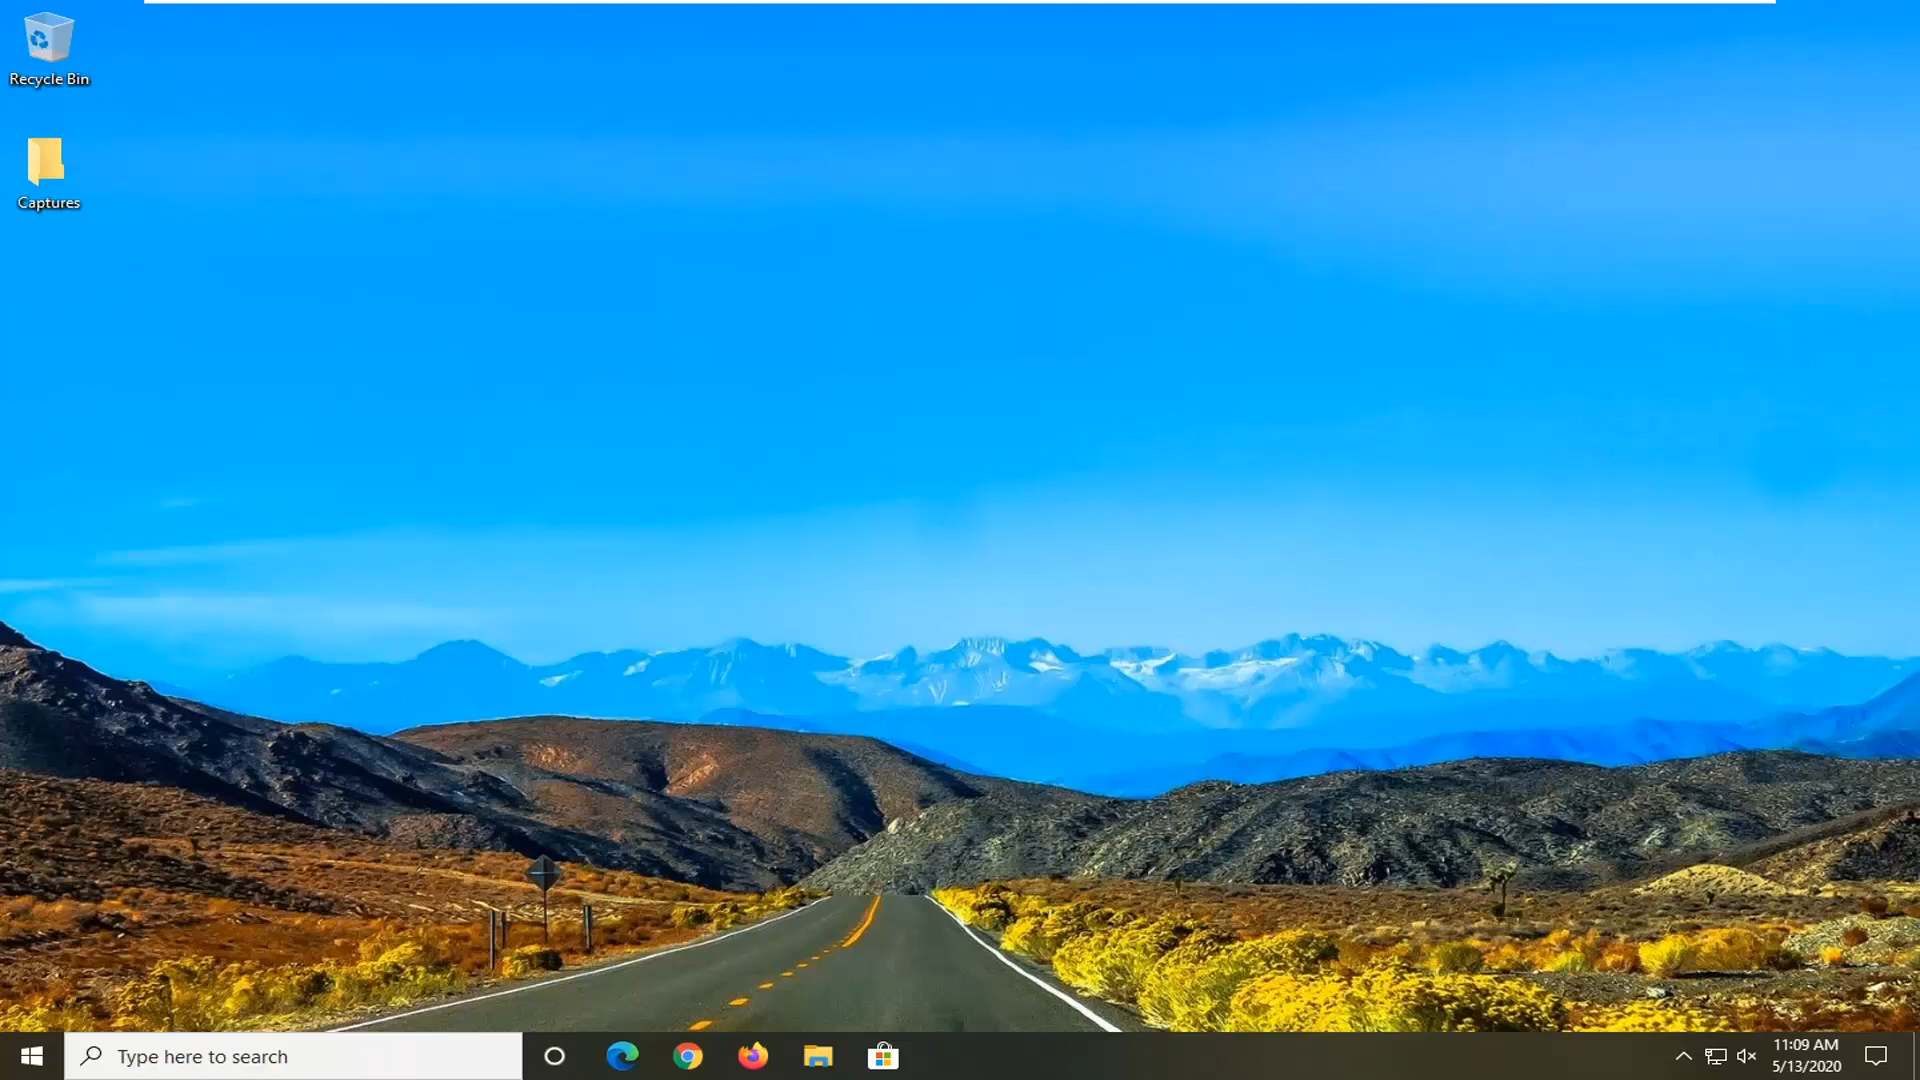 Recycle Bin
Captures
Type here to search
11:09 AM
5/13/2020